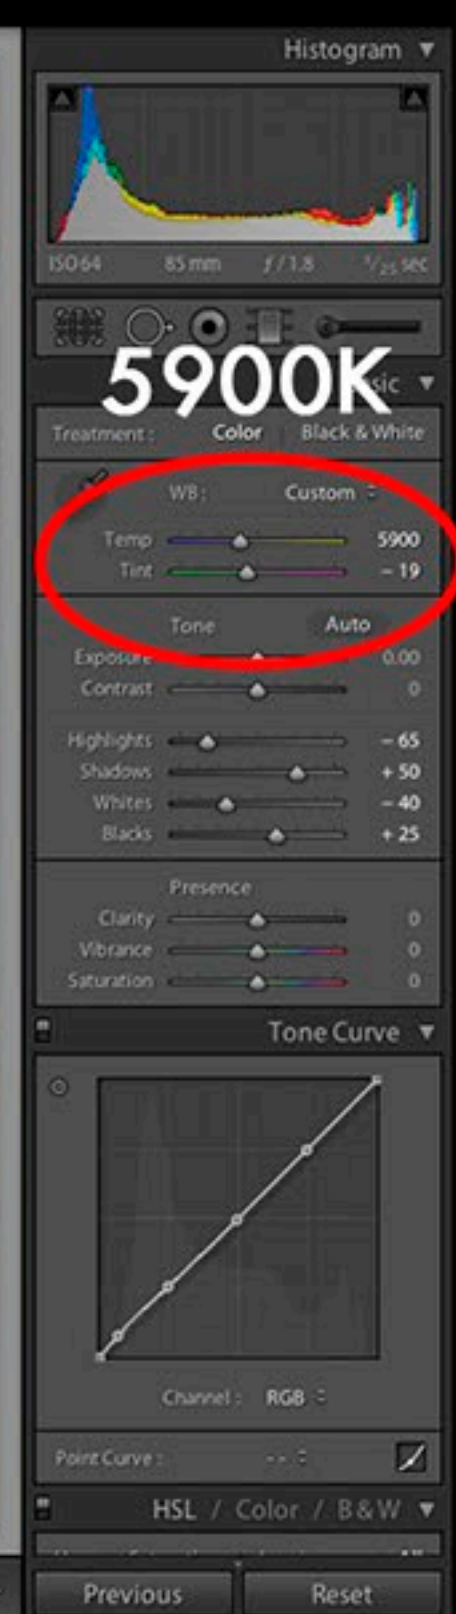 Histogram
ISO 64 85 mm ƒ / 1.8 1/25 sec
5900K
Treatment : Color Black & White
WB : Custom
Temp 5900
Tint – 19
Tone Auto
Exposure 0.00
Contrast 0
Highlights – 65
Shadows + 50
Whites – 40
Blacks + 25
Presence
Clarity 0
Vibrance 0
Saturation 0
Tone Curve
Channel : RGB
Point Curve : --
HSL / Color / B & W
Previous Reset